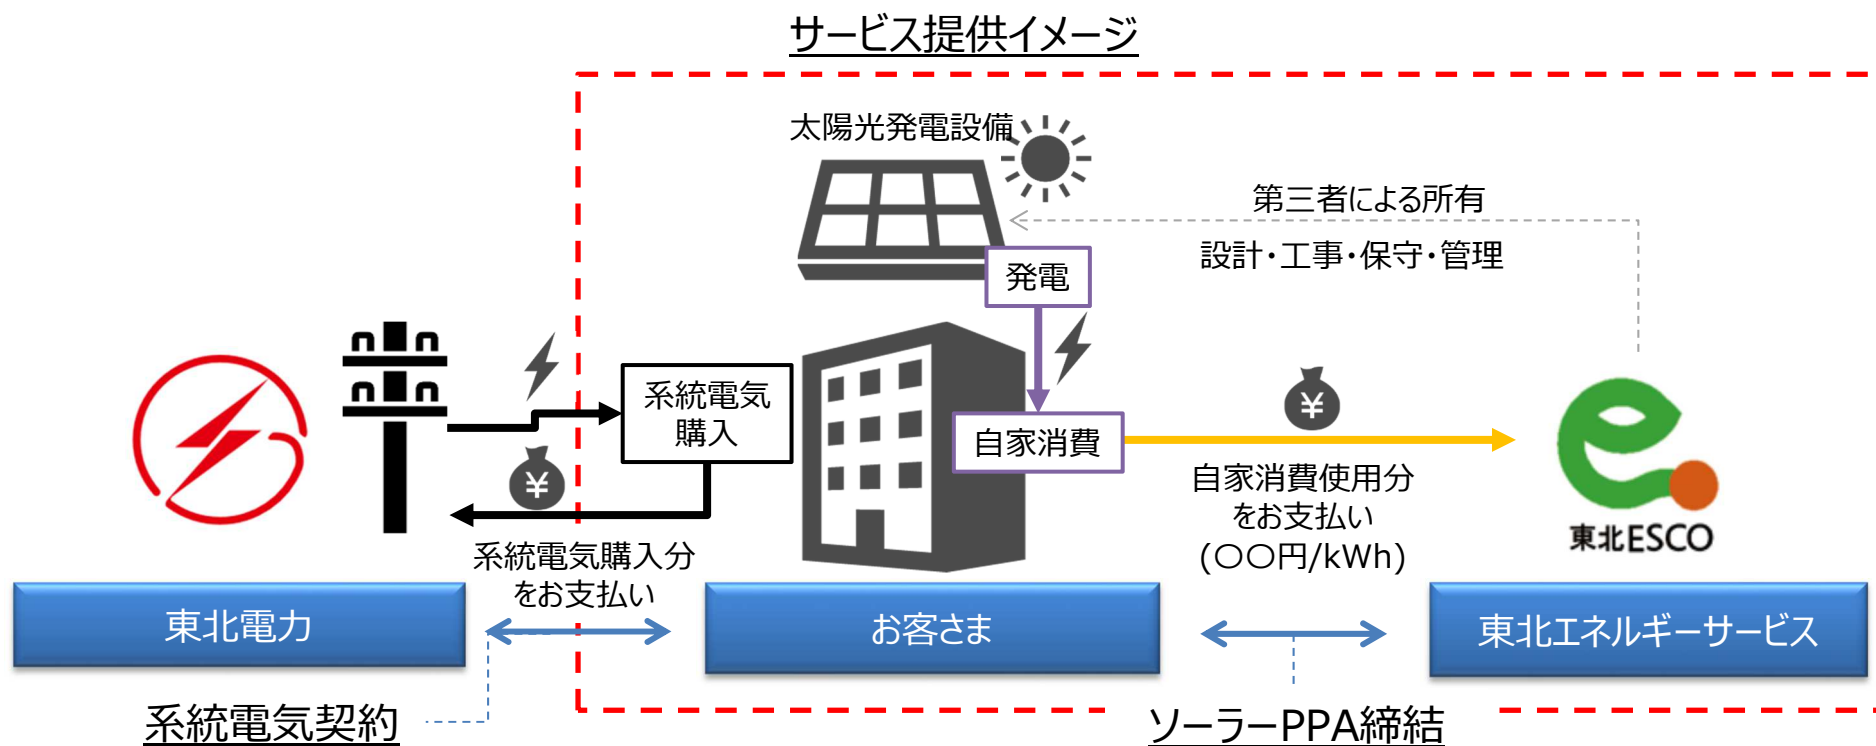 サービス提供イメージ
太陽光発電設備
第三者による所有
設計・工事・保守・管理
発電
系統電気
購入
自家消費
¥
¥
自家消費使用分
をお支払い
(〇〇円/kWh)
東北ESCO
系統電気購入分
をお支払い
東北電力
お客さま
東北エネルギーサービス
系統電気契約
ソーラーPPA締結